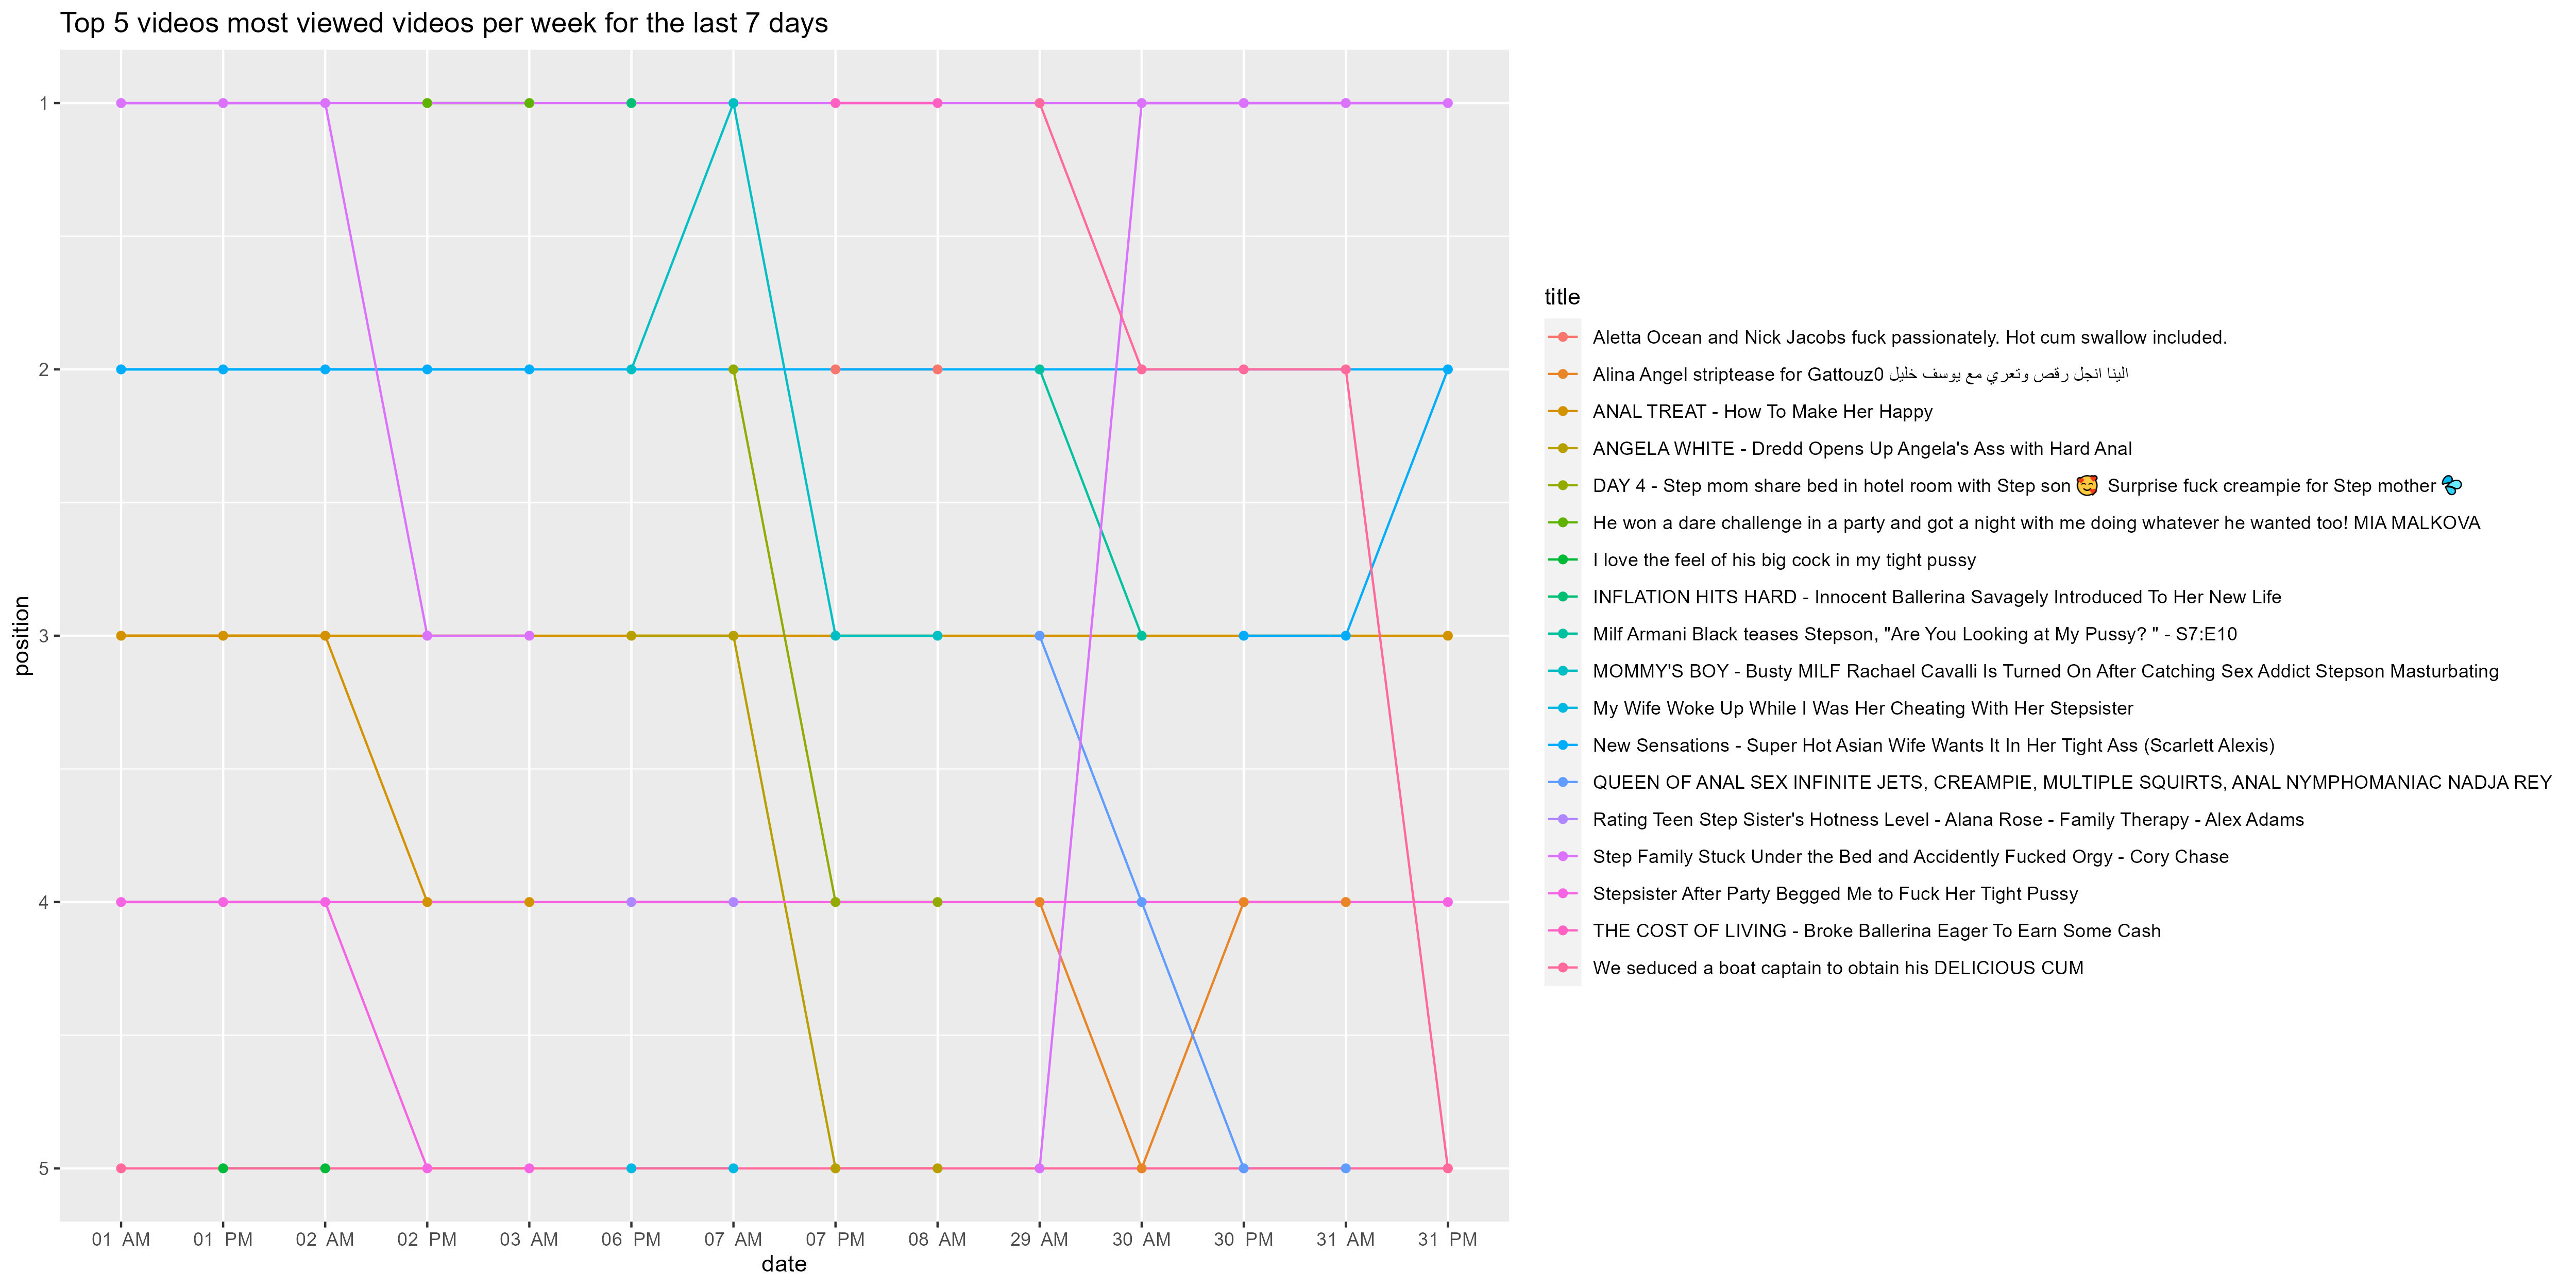 Top 5 videos most viewed videos per week for the last 7 days
position
1
2
3
4
5
01 AM
01 PM
02 AM
02 PM
03 AM
06 PM
07 AM
07 PM
08 AM
29 AM
30 AM
30 PM
31 AM
31 PM
date
title
Aletta Ocean and Nick Jacobs fuck passionately. Hot cum swallow included.
Alina Angel striptease for Gattouz0 الينا انجل رقص وتعري مع يوسف خليل
ANAL TREAT - How To Make Her Happy
ANGELA WHITE - Dredd Opens Up Angela's Ass with Hard Anal
DAY 4 - Step mom share bed in hotel room with Step son 🥰 Surprise fuck creampie for Step mother 💦
He won a dare challenge in a party and got a night with me doing whatever he wanted too! MIA MALKOVA
I love the feel of his big cock in my tight pussy
INFLATION HITS HARD - Innocent Ballerina Savagely Introduced To Her New Life
Milf Armani Black teases Stepson, "Are You Looking at My Pussy? " - S7:E10
MOMMY'S BOY - Busty MILF Rachael Cavalli Is Turned On After Catching Sex Addict Stepson Masturbating
My Wife Woke Up While I Was Her Cheating With Her Stepsister
New Sensations - Super Hot Asian Wife Wants It In Her Tight Ass (Scarlett Alexis)
QUEEN OF ANAL SEX INFINITE JETS, CREAMPIE, MULTIPLE SQUIRTS, ANAL NYMPHOMANIAC NADJA REY
Rating Teen Step Sister's Hotness Level - Alana Rose - Family Therapy - Alex Adams
Step Family Stuck Under the Bed and Accidently Fucked Orgy - Cory Chase
Stepsister After Party Begged Me to Fuck Her Tight Pussy
THE COST OF LIVING - Broke Ballerina Eager To Earn Some Cash
We seduced a boat captain to obtain his DELICIOUS CUM